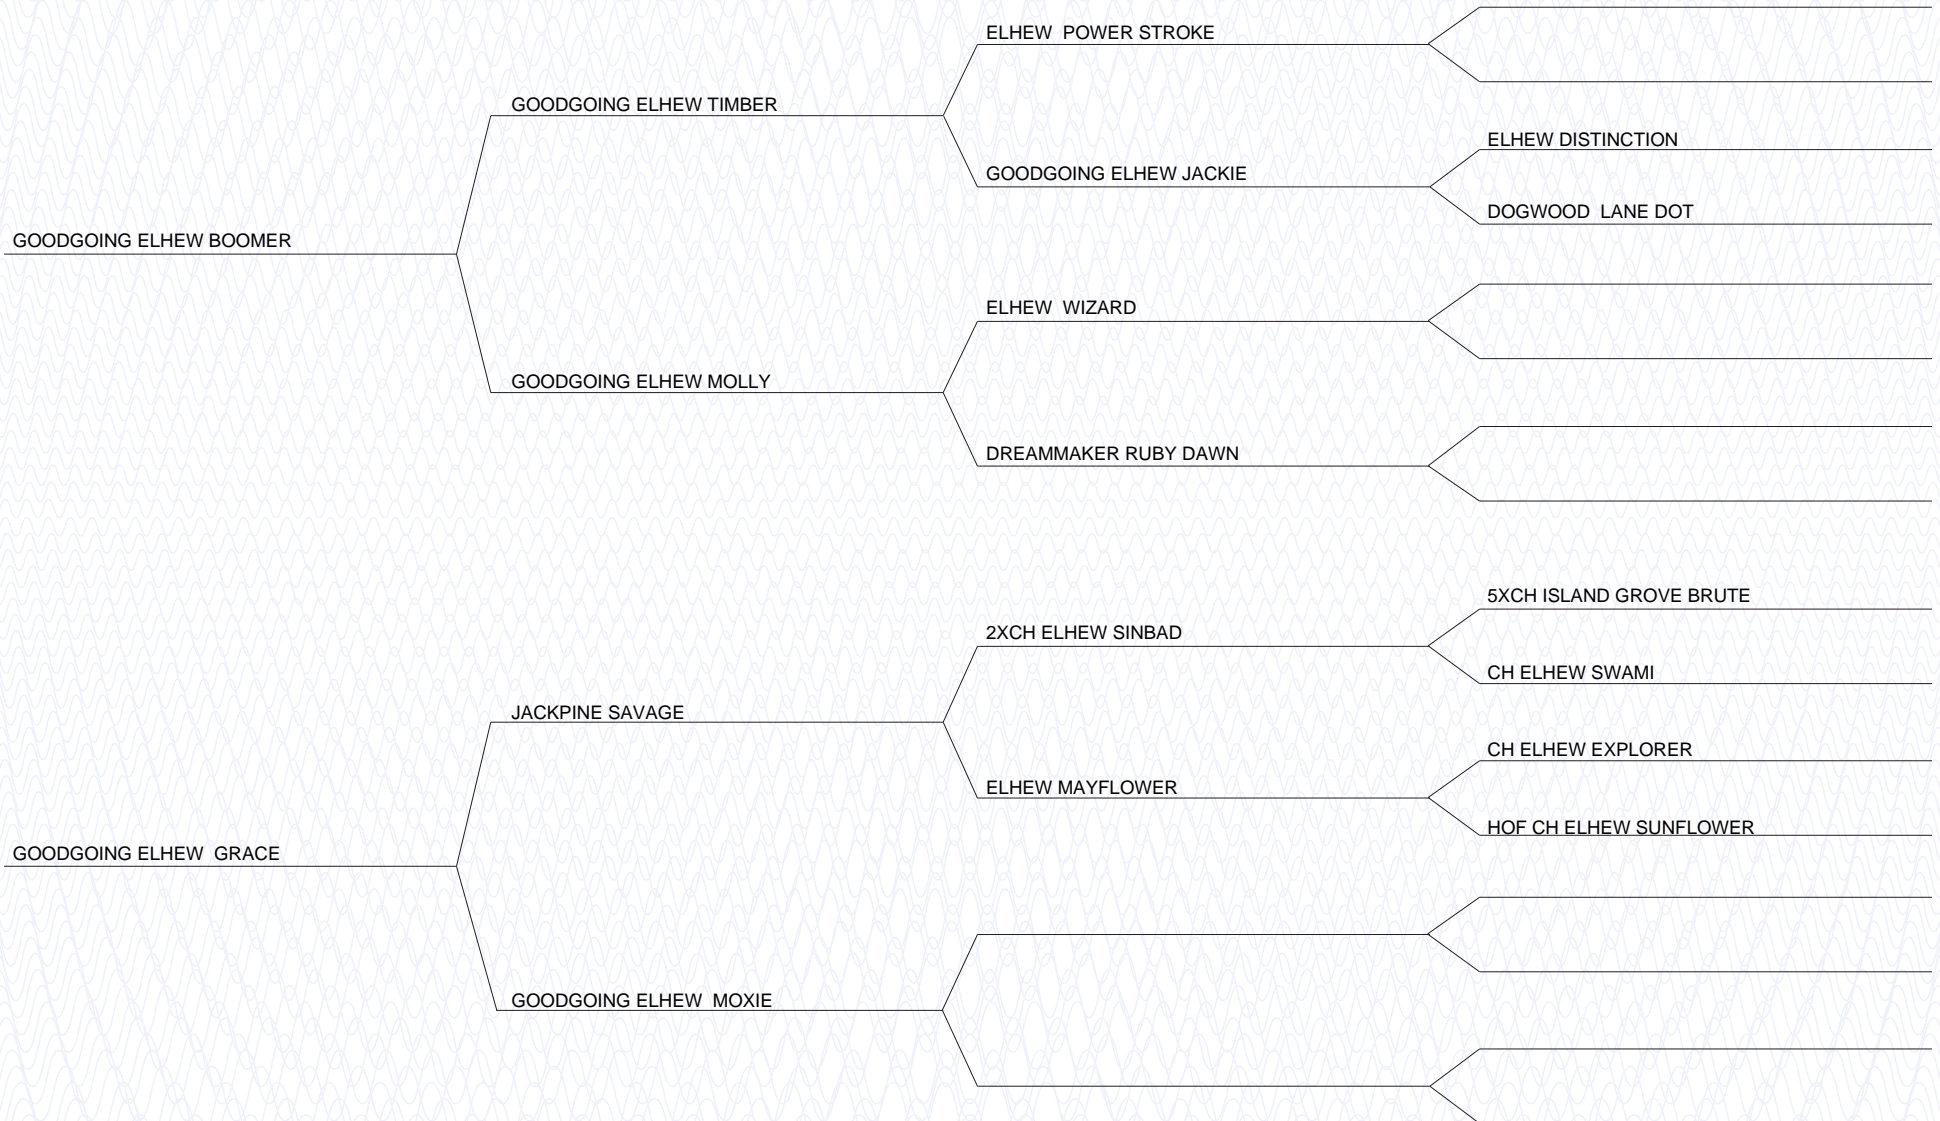 ELHEW  POWER STROKE
GOODGOING ELHEW TIMBER
ELHEW DISTINCTION
GOODGOING ELHEW JACKIE
DOGWOOD  LANE DOT
GOODGOING ELHEW BOOMER
ELHEW  WIZARD
GOODGOING ELHEW MOLLY
DREAMMAKER RUBY DAWN
5XCH ISLAND GROVE BRUTE
2XCH ELHEW SINBAD
CH ELHEW SWAMI
JACKPINE SAVAGE
CH ELHEW EXPLORER
ELHEW MAYFLOWER
HOF CH ELHEW SUNFLOWER
GOODGOING ELHEW  GRACE
GOODGOING ELHEW  MOXIE